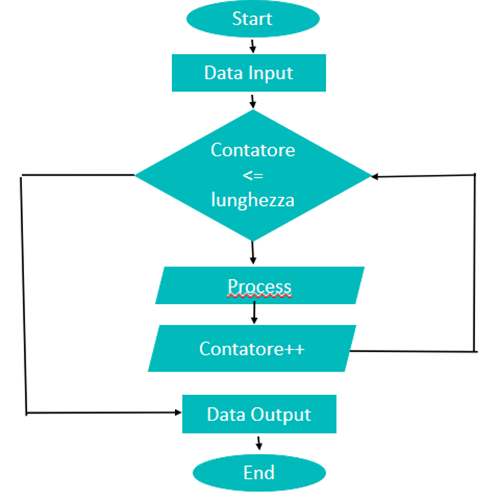 Start
Data Input
Contatore
<=
lunghezza
Process
Contatore++
Data Output
End